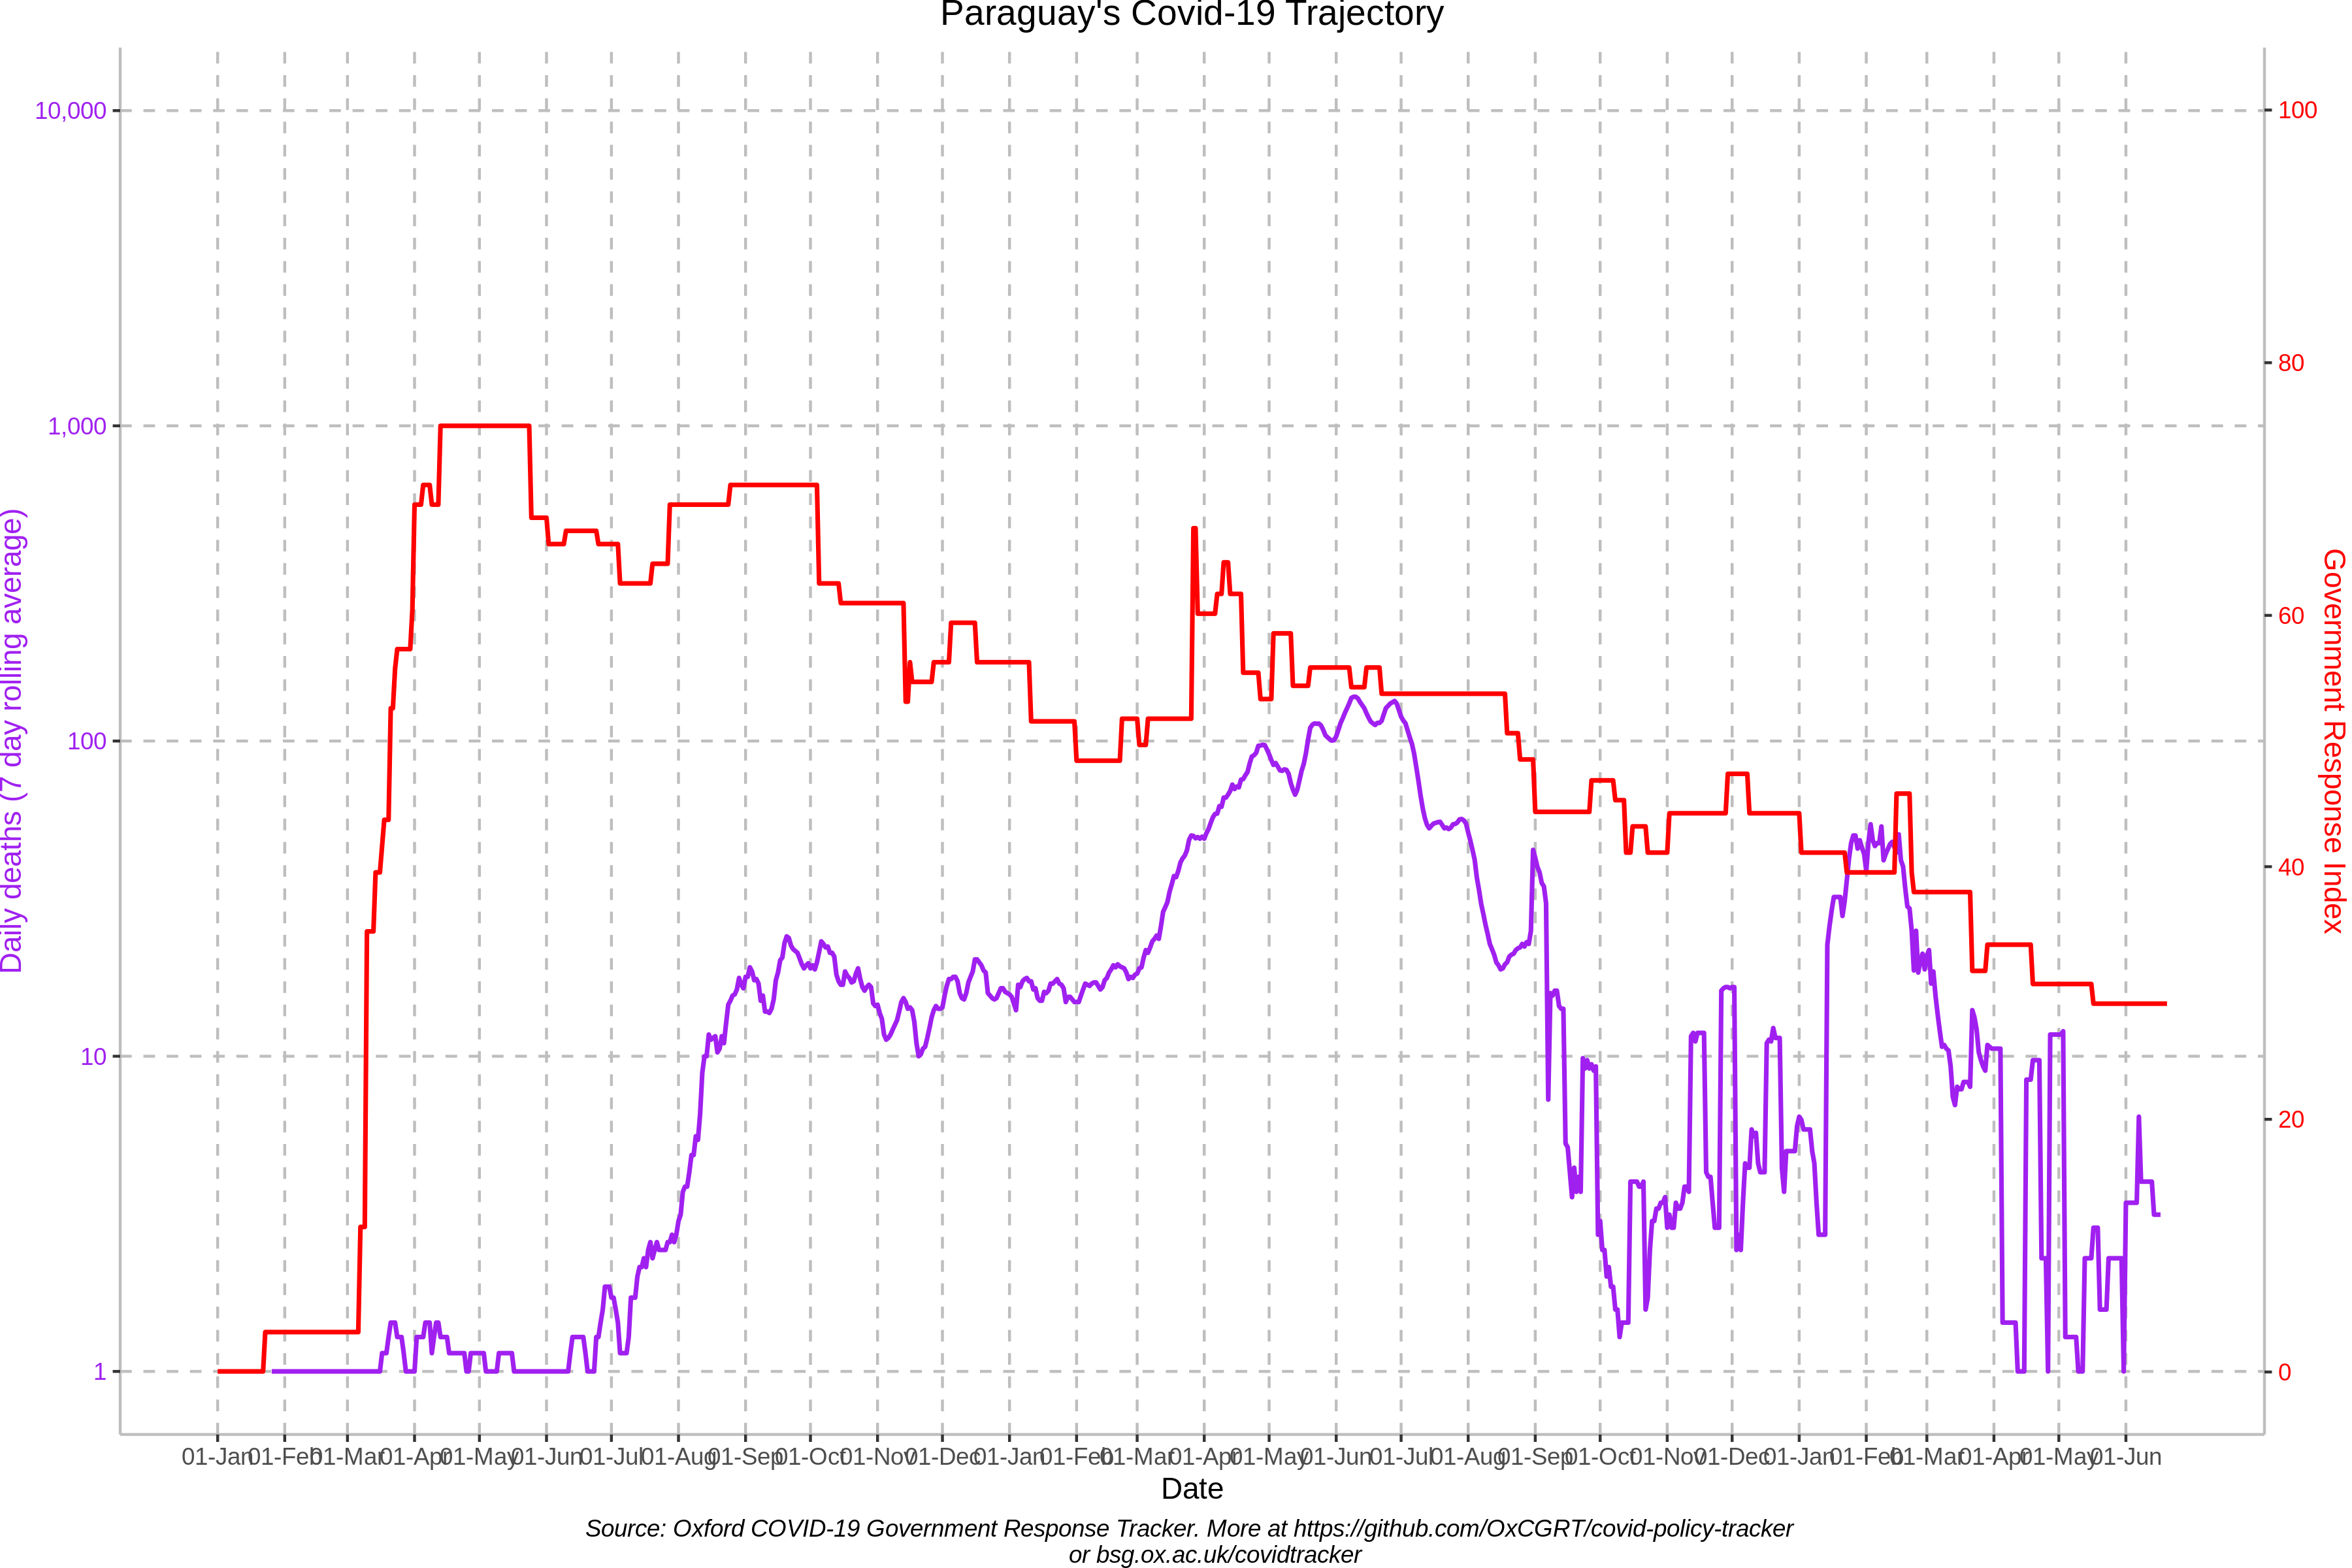 Paraguay's Covid-19 Trajectory
10,000
1,000
100
10
1
Daily deaths (7 day rolling average)
100
80
60
40
20
0
Government Response Index
01-Jan 01-Feb 01-Mar 01-Apr 01-May 01-Jun 01-Jul 01-Aug 01-Sep 01-Oct 01-Nov 01-Dec 01-Jan 01-Feb 01-Mar 01-Apr 01-May 01-Jun 01-Jul 01-Aug 01-Sep 01-Oct 01-Nov 01-Dec 01-Jan 01-Feb 01-Mar 01-Apr 01-May 01-Jun
Date
Source: Oxford COVID-19 Government Response Tracker. More at https://github.com/OxCGRT/covid-policy-tracker
or bsg.ox.ac.uk/covidtracker